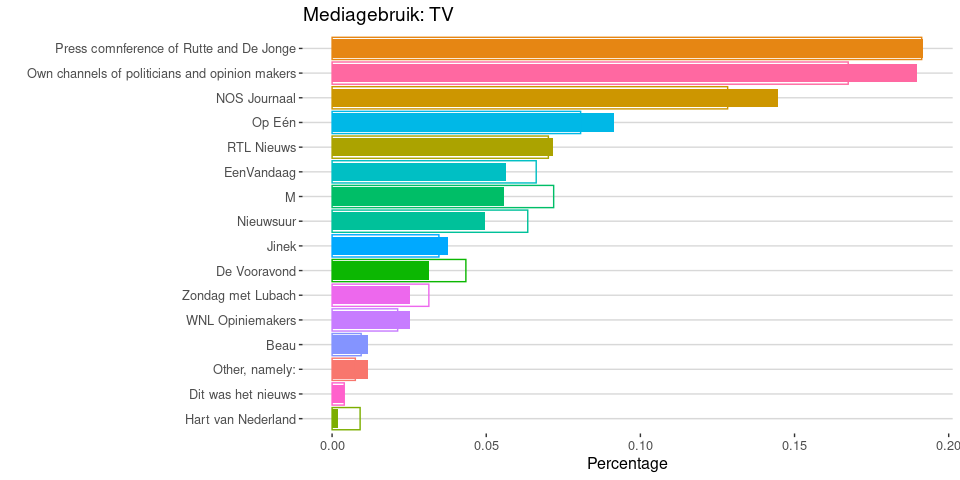 Mediagebruik: TV
Press comnference of Rutte and De Jonge
Own channels of politicians and opinion makers
NOS Journaal
Op Eén
RTL Nieuws
EenVandaag
M
Nieuwsuur
Jinek
De Vooravond
Zondag met Lubach
WNL Opiniemakers
Beau
Other, namely:
Dit was het nieuws
Hart van Nederland
0.00 0.05 0.10 0.15 0.20
Percentage